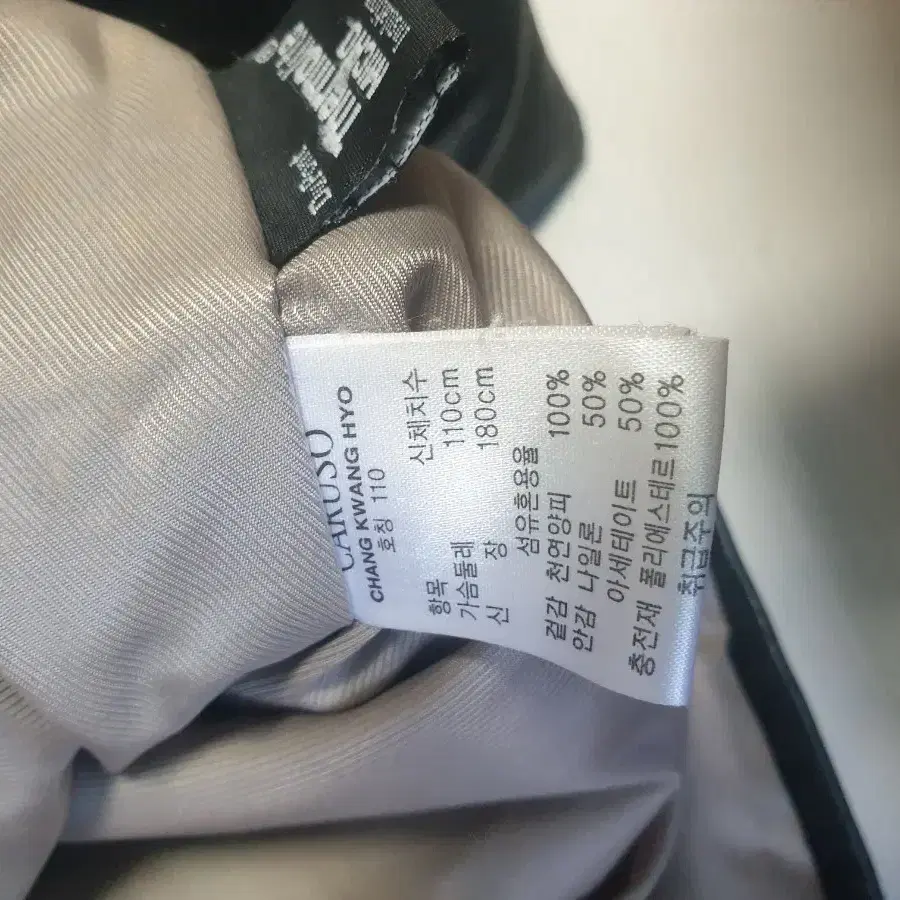 CARUSO
CHANG KWANG HYO
호칭 110
항목 신체치수
가슴둘레 110cm
신 장 180cm
섬유혼용율
겉감 천연양피 100%
안감 나일론 50%
아세테이트 50%
충전재 폴리에스테르 100%
취급주의